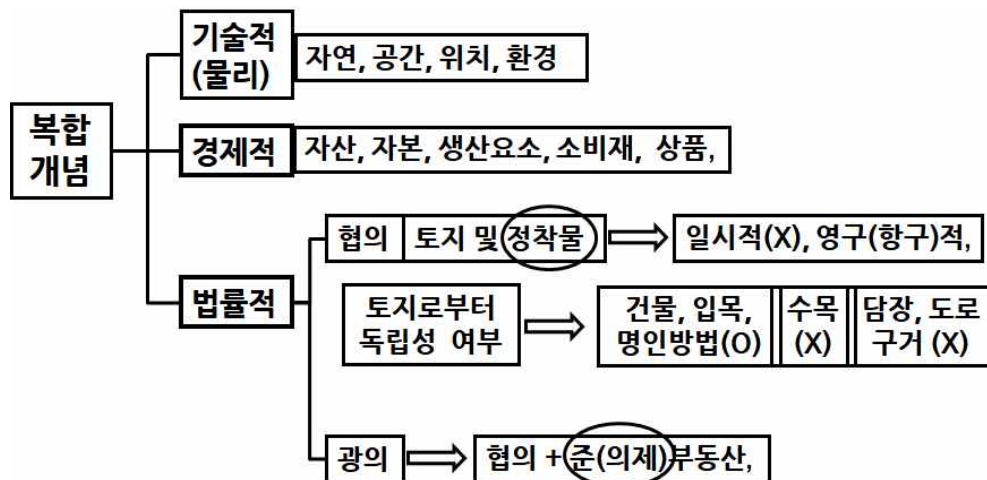 복합
개념
기술적
(물리)
자연, 공간, 위치, 환경
경제적
자산, 자본, 생산요소, 소비재, 상품,
법률적
협의
토지 및 정착물
일시적(X), 영구(항구)적,
토지로부터
독립성 여부
건물, 입목,
명인방법(O)
수목
(X)
담장, 도로
구거 (X)
광의
협의 + 준(의제)부동산,